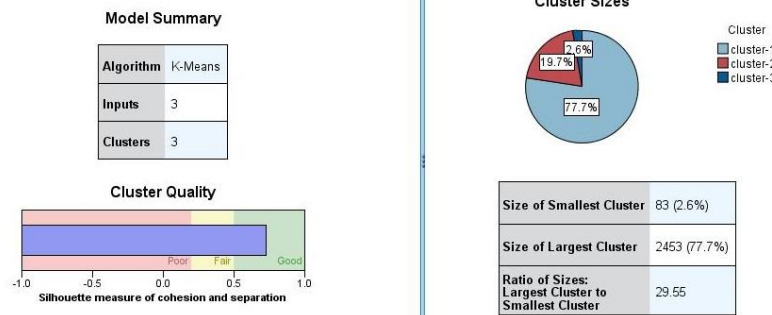 Model Summary
Algorithm K-Means
Inputs 3
Clusters 3
Cluster Quality
Poor Fair Good
-1.0 -0.5 0.0 0.5 1.0
Silhouette measure of cohesion and separation
Cluster Sizes
2.6%
19.7%
77.7%
Cluster
cluster-1
cluster-2
cluster-3
Size of Smallest Cluster 83 (2.6%)
Size of Largest Cluster 2453 (77.7%)
Ratio of Sizes:
Largest Cluster to
Smallest Cluster
29.55